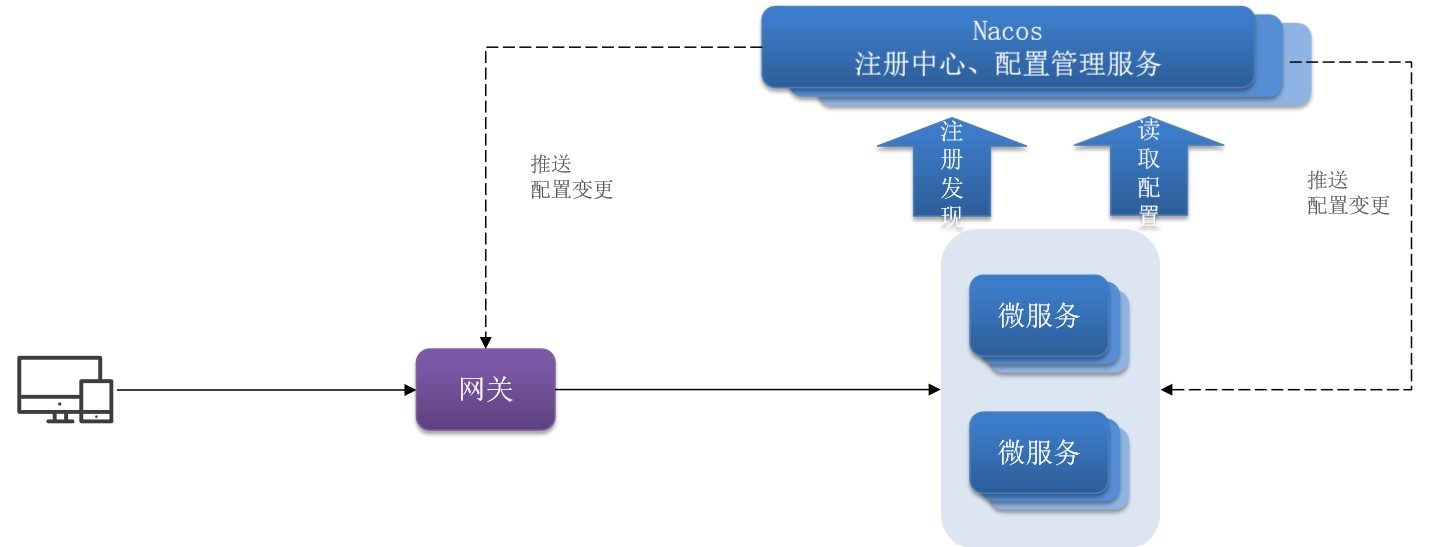 Nacos
注册中心、配置管理服务
注
册
发
现
读
取
配
置
推送
配置变更
推送
配置变更
微服务
网关
微服务